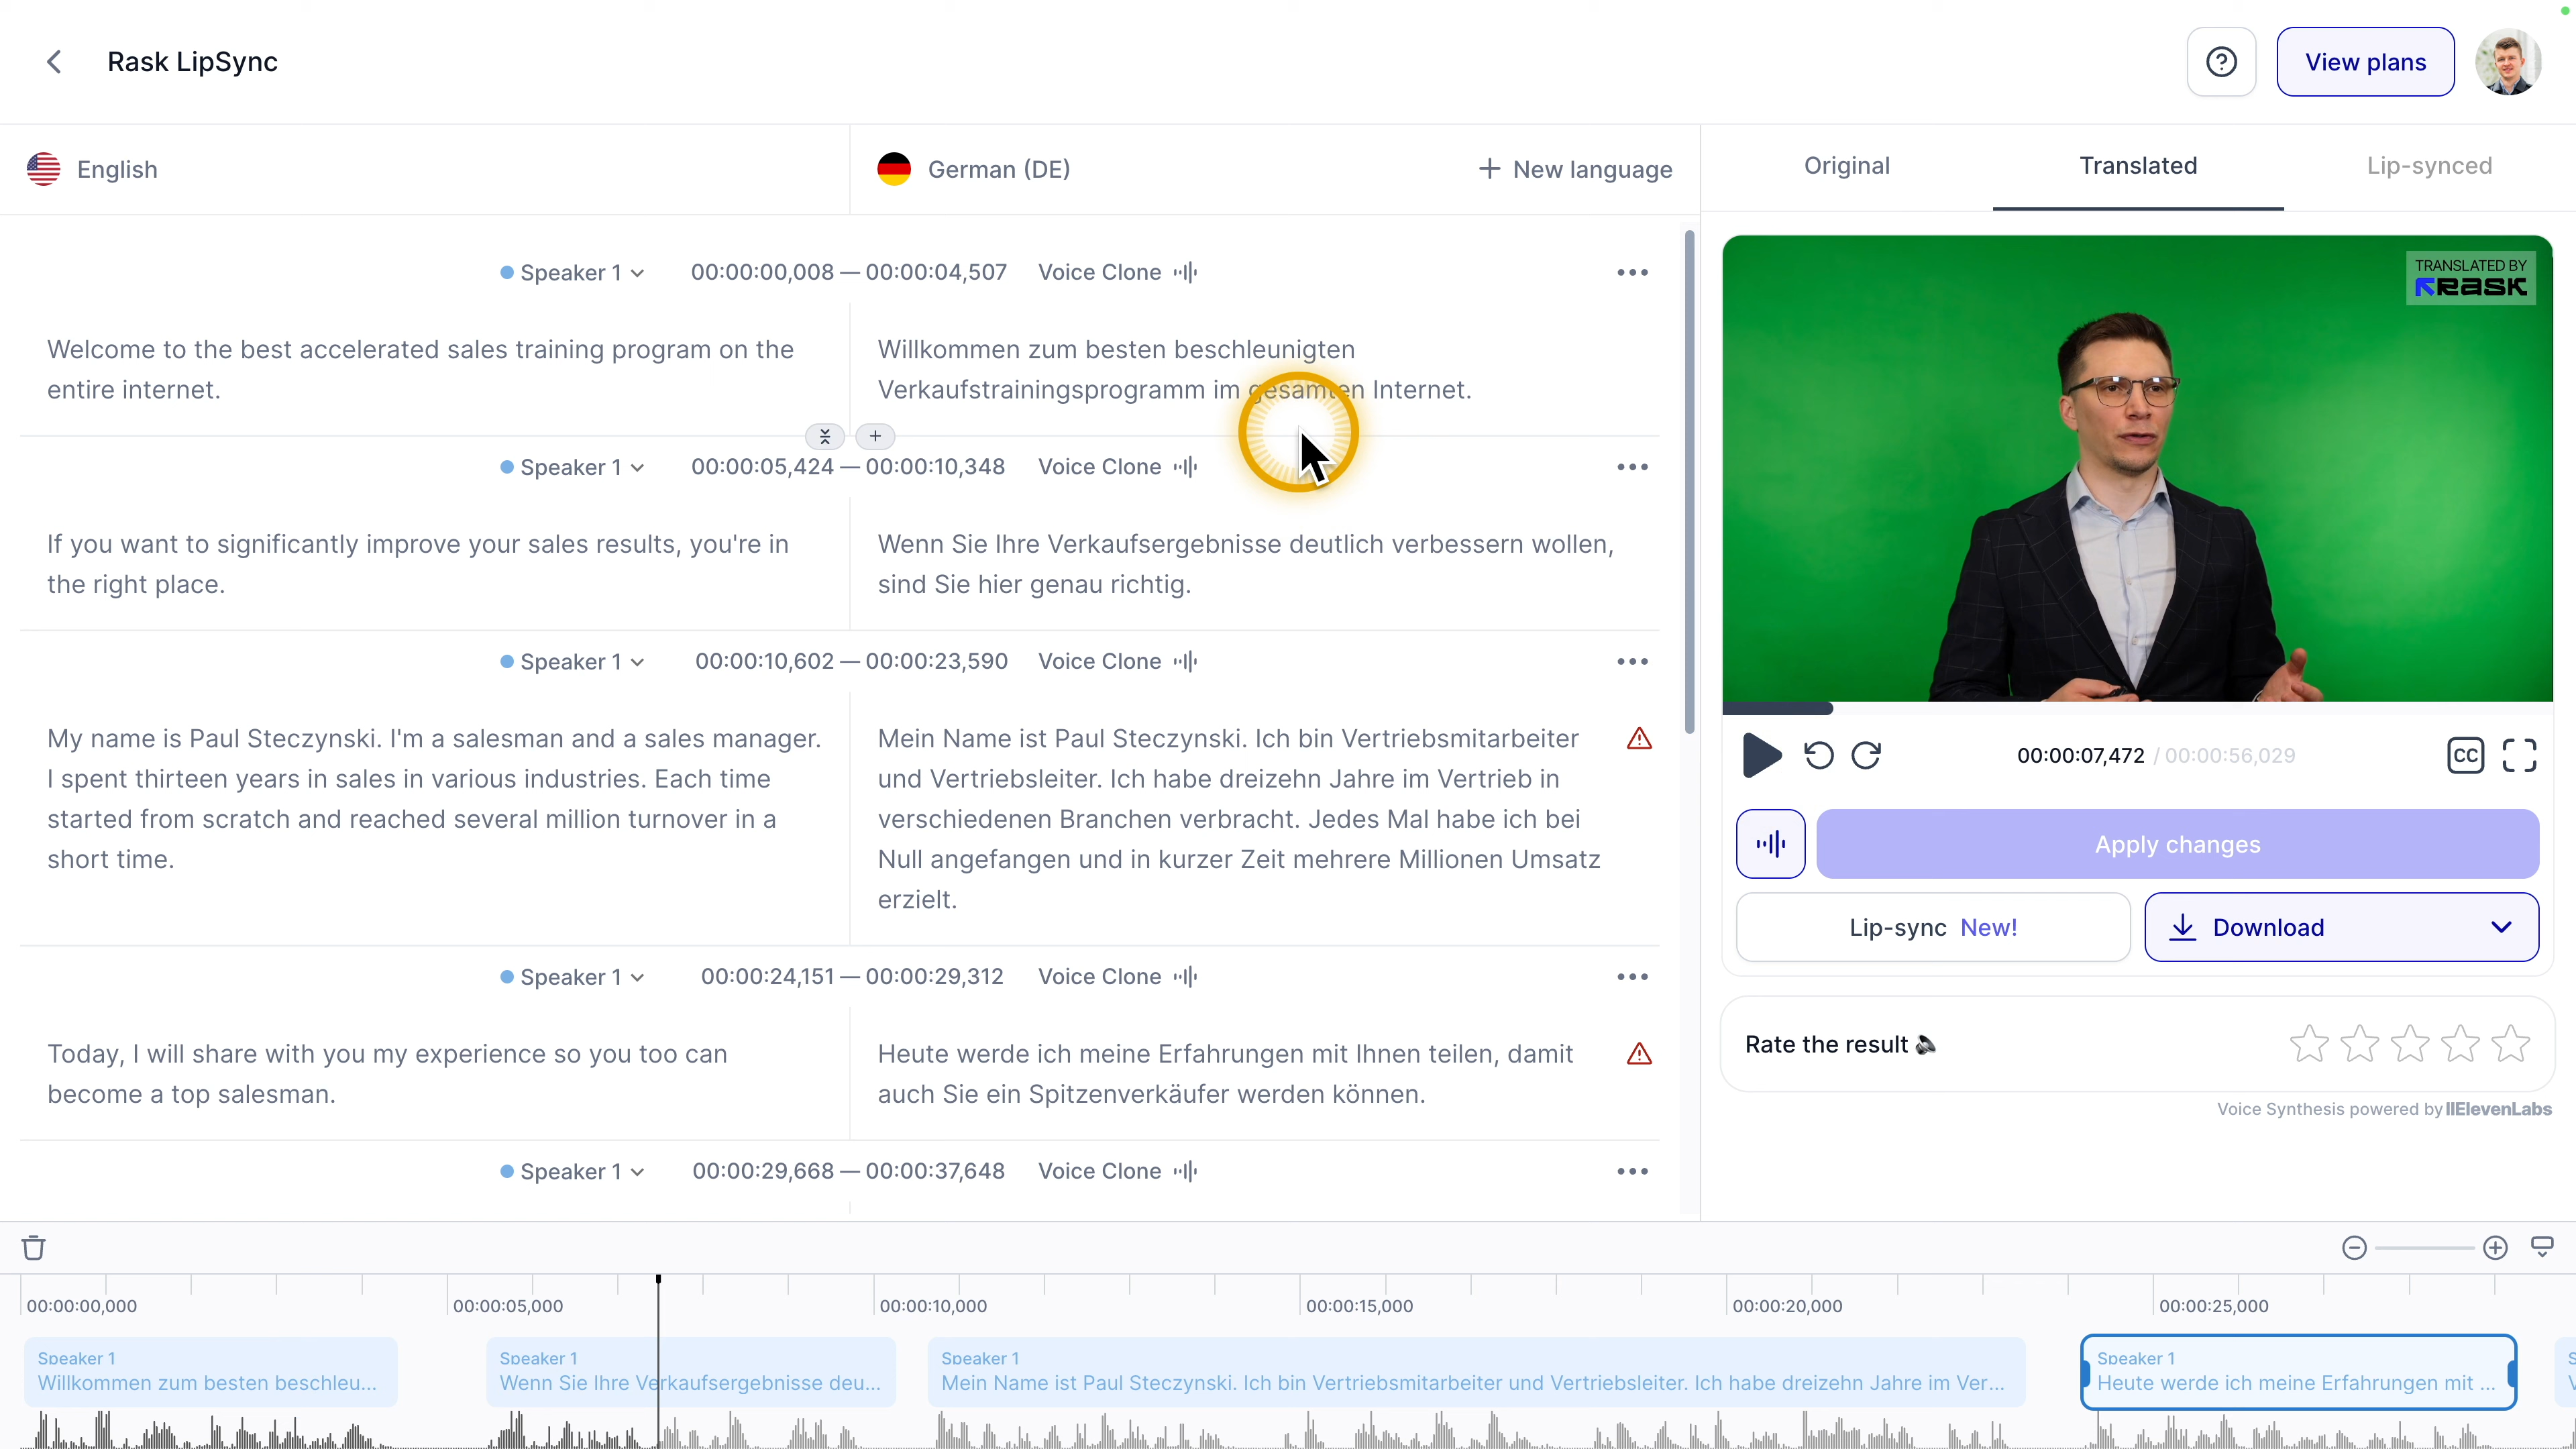 Rask LipSync
View plans
English
German (DE)
New language
Original
Translated
Lip-synced
Speaker 1
00:00:00,008 — 00:00:04,507
Voice Clone
Welcome to the best accelerated sales training program on the
entire internet.
Willkommen zum besten beschleunigten
Verkaufstrainingsprogramm im gesamten Internet.
Speaker 1
00:00:05,424 — 00:00:10,348
Voice Clone
If you want to significantly improve your sales results, you're in
the right place.
Wenn Sie Ihre Verkaufsergebnisse deutlich verbessern wollen,
sind Sie hier genau richtig.
Speaker 1
00:00:10,602 — 00:00:23,590
Voice Clone
My name is Paul Steczynski. I'm a salesman and a sales manager.
I spent thirteen years in sales in various industries. Each time
started from scratch and reached several million turnover in a
short time.
Mein Name ist Paul Steczynski. Ich bin Vertriebsmitarbeiter
und Vertriebsleiter. Ich habe dreizehn Jahre im Vertrieb in
verschiedenen Branchen verbracht. Jedes Mal habe ich bei
Null angefangen und in kurzer Zeit mehrere Millionen Umsatz
erzielt.
Speaker 1
00:00:24,151 — 00:00:29,312
Voice Clone
Today, I will share with you my experience so you too can
become a top salesman.
Heute werde ich meine Erfahrungen mit Ihnen teilen, damit
auch Sie ein Spitzenverkäufer werden können.
Speaker 1
00:00:29,668 — 00:00:37,648
Voice Clone
TRANSLATED BY
RASK
00:00:07,472 / 00:00:56,029
CC
Apply changes
Lip-sync New!
Download
Rate the result
Voice Synthesis powered by IIElevenLabs
00:00:00,000
00:00:05,000
00:00:10,000
00:00:15,000
00:00:20,000
00:00:25,000
Speaker 1
Willkommen zum besten beschleu...
Speaker 1
Wenn Sie Ihre Verkaufsergebnisse deu...
Speaker 1
Mein Name ist Paul Steczynski. Ich bin Vertriebsmitarbeiter und Vertriebsleiter. Ich habe dreizehn Jahre im Ver...
Speaker 1
Heute werde ich meine Erfahrungen mit ...